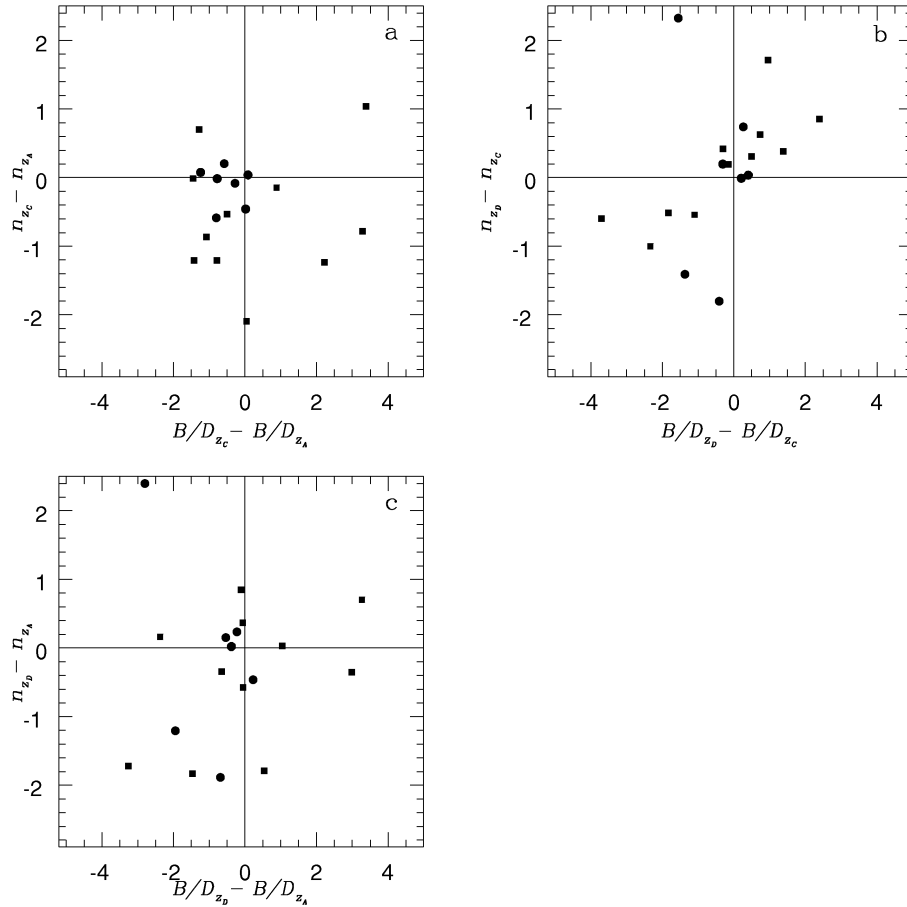 a
2
1
0
-1
-2
n_{z_C} - n_{z_A}
-4 -2 0 2 4
B/D_{z_C} - B/D_{z_A}
b
2
1
0
-1
-2
n_{z_D} - n_{z_C}
-4 -2 0 2 4
B/D_{z_D} - B/D_{z_C}
c
2
1
0
-1
-2
n_{z_D} - n_{z_A}
-4 -2 0 2 4
B/D_{z_D} - B/D_{z_A}